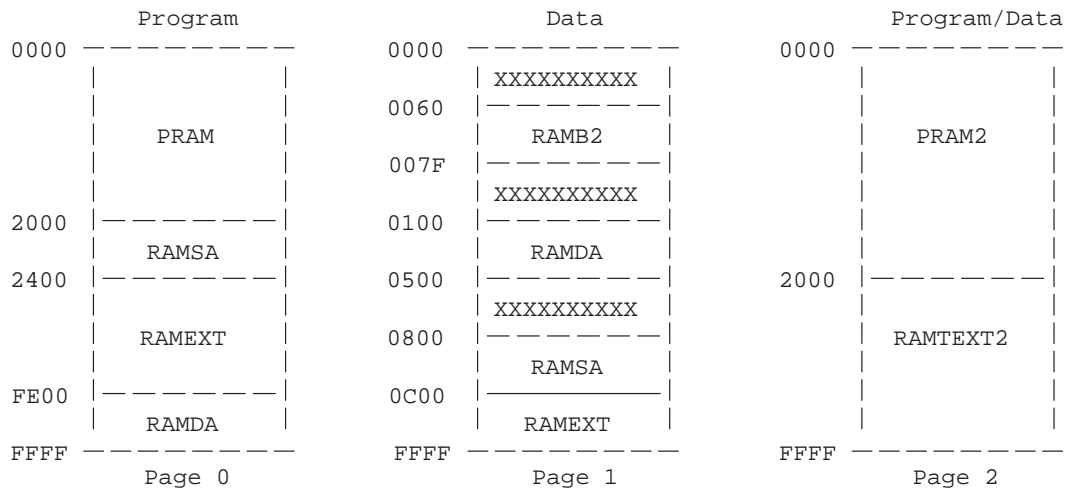 Program Data Program/Data
0000 0000 0000
XXXXXXXXXX
0060
PRAM RAMB2 PRAM2
007F
XXXXXXXXXX
2000 0100
RAMSA RAMDA
2400 0500 2000
XXXXXXXXXX
RAMEXT 0800 RAMTEXT2
RAMSA
FE00 0C00
RAMDA RAMEXT
FFFF FFFF FFFF
Page 0 Page 1 Page 2